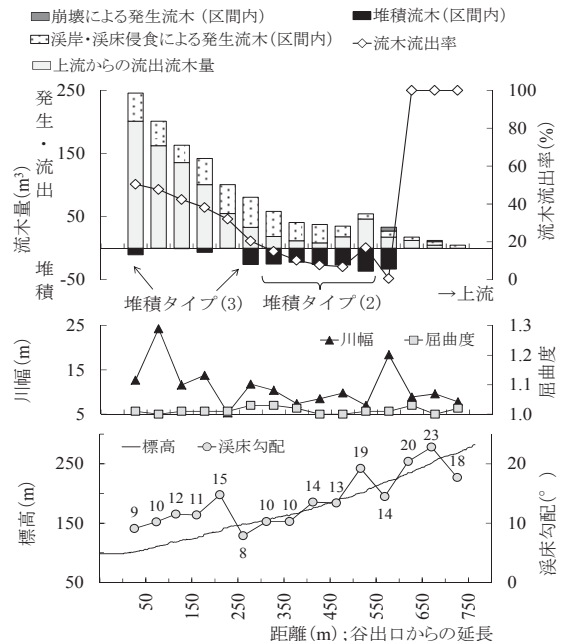 崩壊による発生流木(区間内)
堆積流木(区間内)
渓岸・渓床侵食による発生流木(区間内)
流木流出率
上流からの流出流木量
発生・流出
堆積
流木量(m³)
250
150
50
-50
100
80
60
40
20
0
流木流出率(%)
堆積タイプ(3)
堆積タイプ(2)
→上流
川幅(m)
25
15
5
川幅
屈曲度
1.3
1.2
1.1
1.0
屈曲度
標高
渓床勾配
標高(m)
250
150
50
9
10
12
11
15
8
10
10
14
13
19
14
20
23
18
20
10
0
渓床勾配(°)
50
150
250
350
450
550
650
750
距離(m);谷出口からの延長